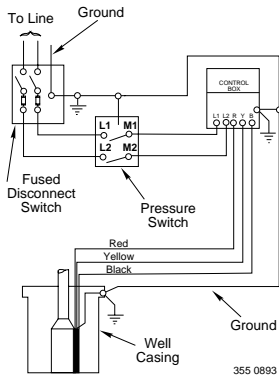 To Line
Ground
CONTROL
BOX
L1 L2 R Y B
L1 M1
L2 M2
Fused
Disconnect
Switch
Pressure
Switch
Red
Yellow
Black
Well
Casing
Ground
355 0893